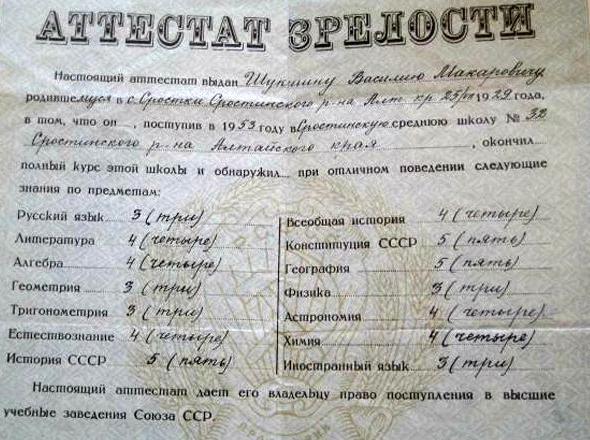 АТТЕСТАТ ЗРЕЛОСТИ
Настоящий аттестат выдан Шукшину Василию Макаровичу
родившемуся в с. Сростки Сростинского р-на Алт. кр. 25/VII 1929 года,
в том, что он, поступив в 1953 году в Сростинскую среднюю школу № 32
Сростинского р-на Алтайского края, окончил
полный курс этой школы и обнаружил при отличном поведении следующие
знания по предметам:
Русский язык 3 (три)
Литература 4 (четыре)
Алгебра 4 (четыре)
Геометрия 3 (три)
Тригонометрия 3 (три)
Естествознание 4 (четыре)
История СССР 5 (пять)
Всеобщая история 4 (четыре)
Конституция СССР 5 (пять)
География 5 (пять)
Физика 3 (три)
Астрономия 4 (четыре)
Химия 4 (четыре)
Иностранный язык 3 (три)
Настоящий аттестат дает его владельцу право поступления в высшие
учебные заведения Союза ССР.